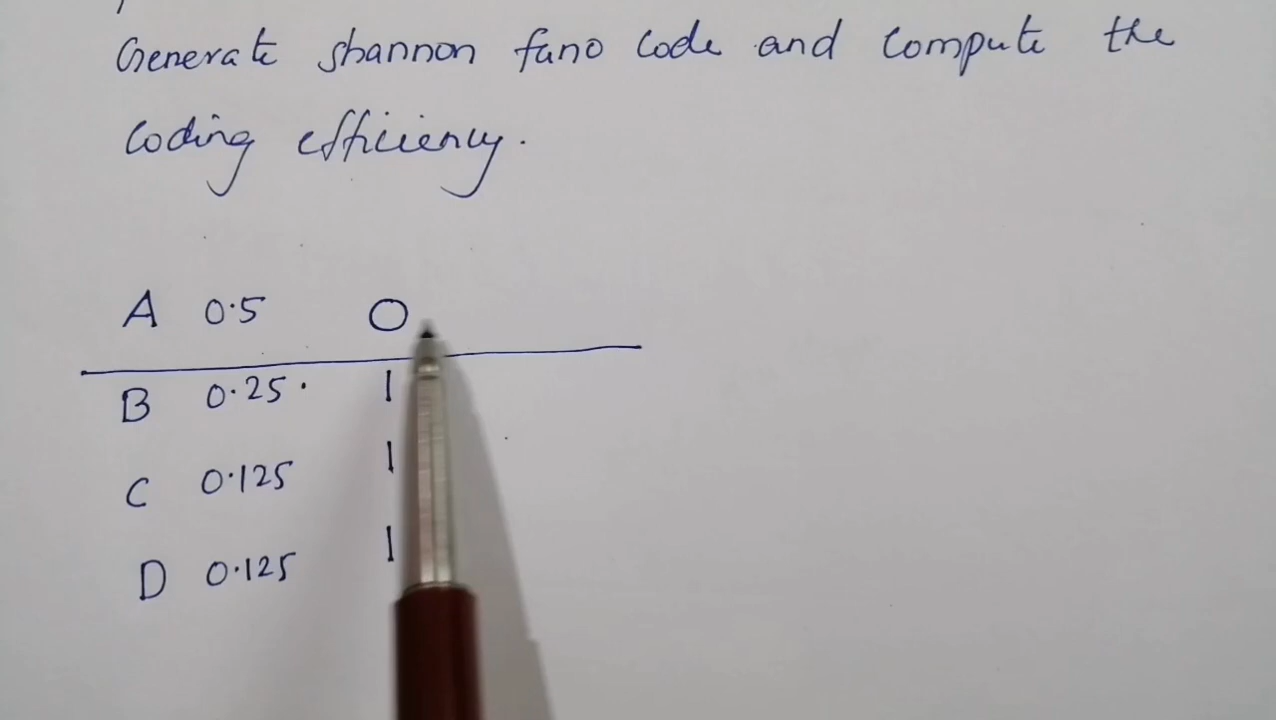 Generate shannon fano code and compute the
coding efficiency.
A 0.5 0
B 0.25 1
C 0.125 1
D 0.125 1